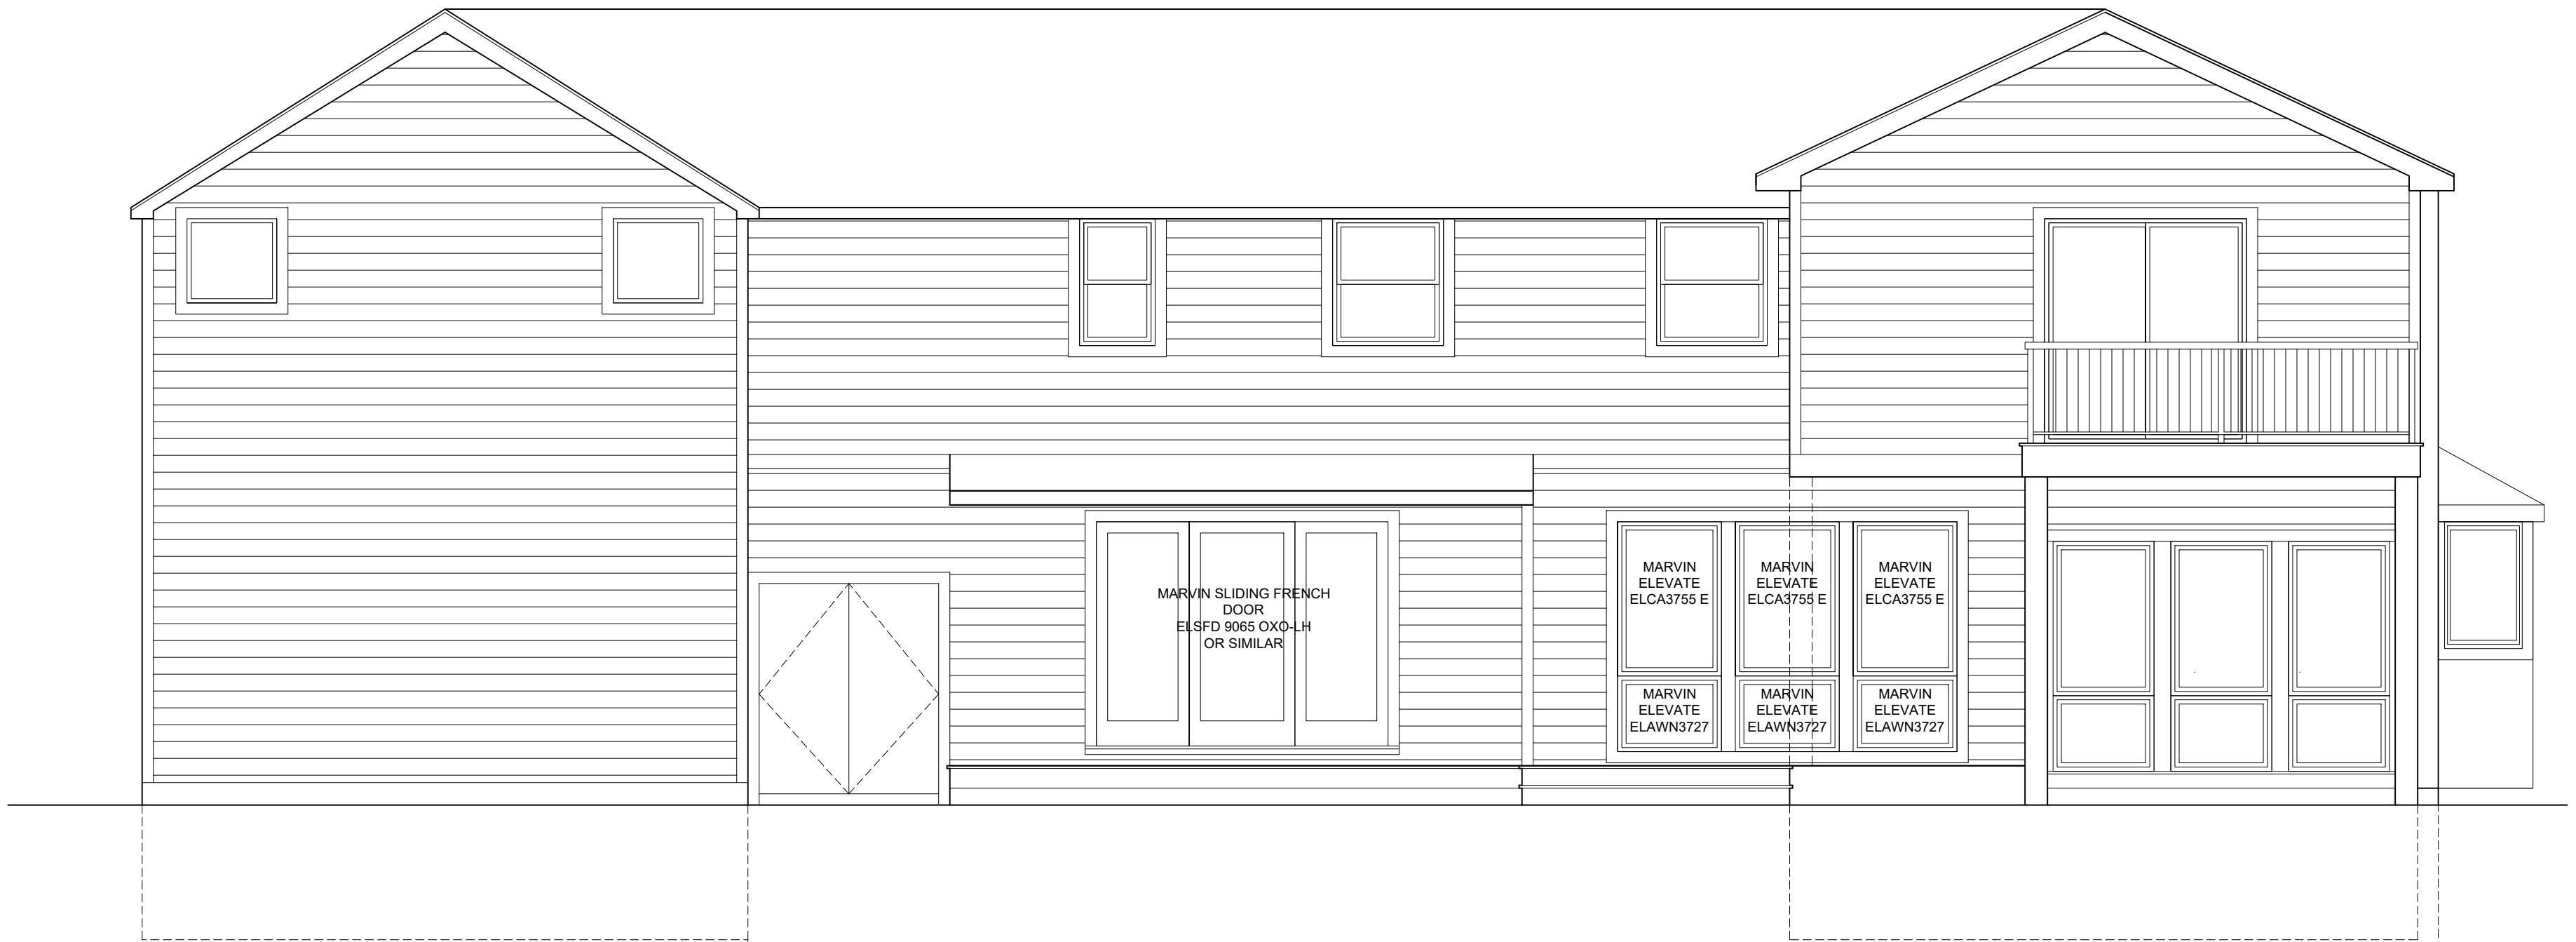 MARVIN SLIDING FRENCH
DOOR
ELSFD 9065 OXO-LH
OR SIMILAR
MARVIN
ELEVATE
ELCA3755 E
MARVIN
ELEVATE
ELCA3755 E
MARVIN
ELEVATE
ELCA3755 E
MARVIN
ELEVATE
ELAWN3727
MARVIN
ELEVATE
ELAWN3727
MARVIN
ELEVATE
ELAWN3727